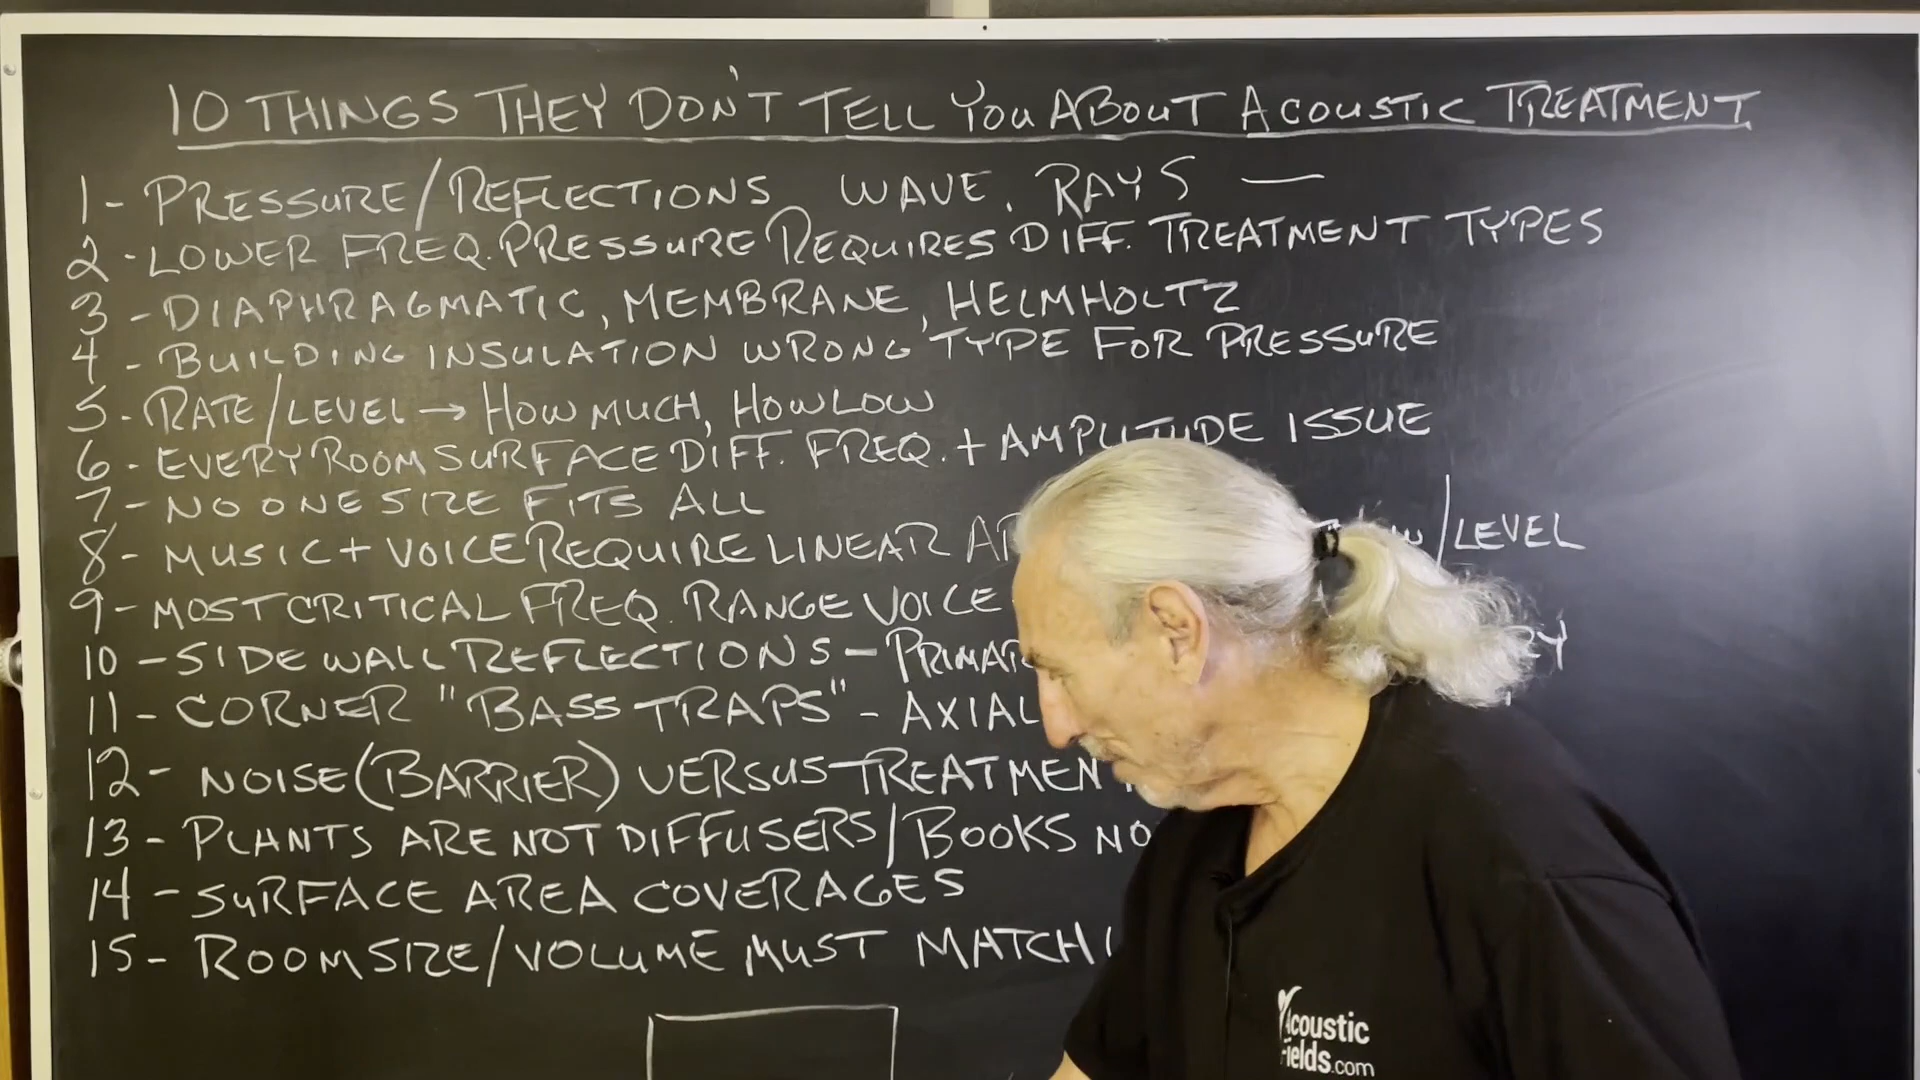 10 THINGS THEY DON'T TELL YOU ABOUT ACOUSTIC TREATMENT
1- PRESSURE/REFLECTIONS WAVE. RAYS —
2- LOWER FREQ. PRESSURE REQUIRES DIFF. TREATMENT TYPES
3- DIAPHRAGMATIC, MEMBRANE, HELMHOLTZ
4- BUILDING INSULATION WRONG TYPE FOR PRESSURE
5- RATE/LEVEL → HOW MUCH, HOW LOW
6- EVERY ROOM SURFACE DIFF. FREQ. + AMPLITUDE ISSUE
7- NO ONE SIZE FITS ALL
8- MUSIC + VOICE REQUIRE LINEAR /LEVEL
9- MOST CRITICAL FREQ. RANGE VOICE
10- SIDE WALL REFLECTIONS -
11- CORNER "BASS TRAPS" - AXIAL
12- NOISE (BARRIER) VERSUS TREATMENT
13- PLANTS ARE NOT DIFFUSERS/BOOKS
14- SURFACE AREA COVERAGES
15- ROOM SIZE/VOLUME MUST MATCH
Acoustic
Fields.com